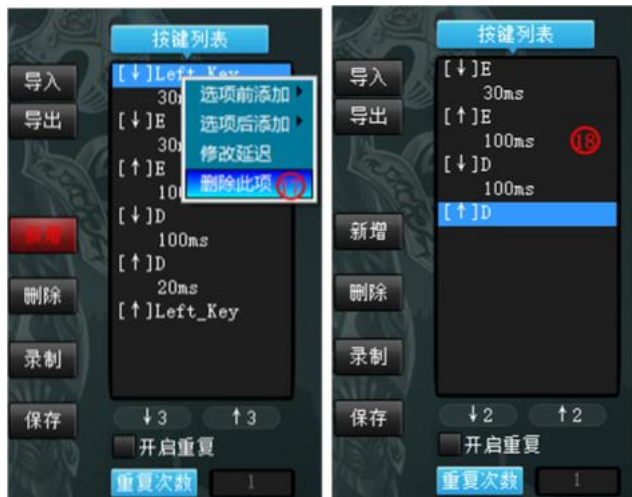 按键列表
导入
导出
新增
删除
录制
保存
[↓]Left_Key
[↓]E
[↑]E
[↓]D
100ms
[↑]D
20ms
[↑]Left_Key
选项前添加
选项后添加
修改延迟
删除此项
⑰
↓3 ↑3
开启重复
重复次数 1
按键列表
导入
导出
新增
删除
录制
保存
[↓]E
30ms
[↑]E
100ms ⑱
[↓]D
100ms
[↑]D
↓2 ↑2
开启重复
重复次数 1